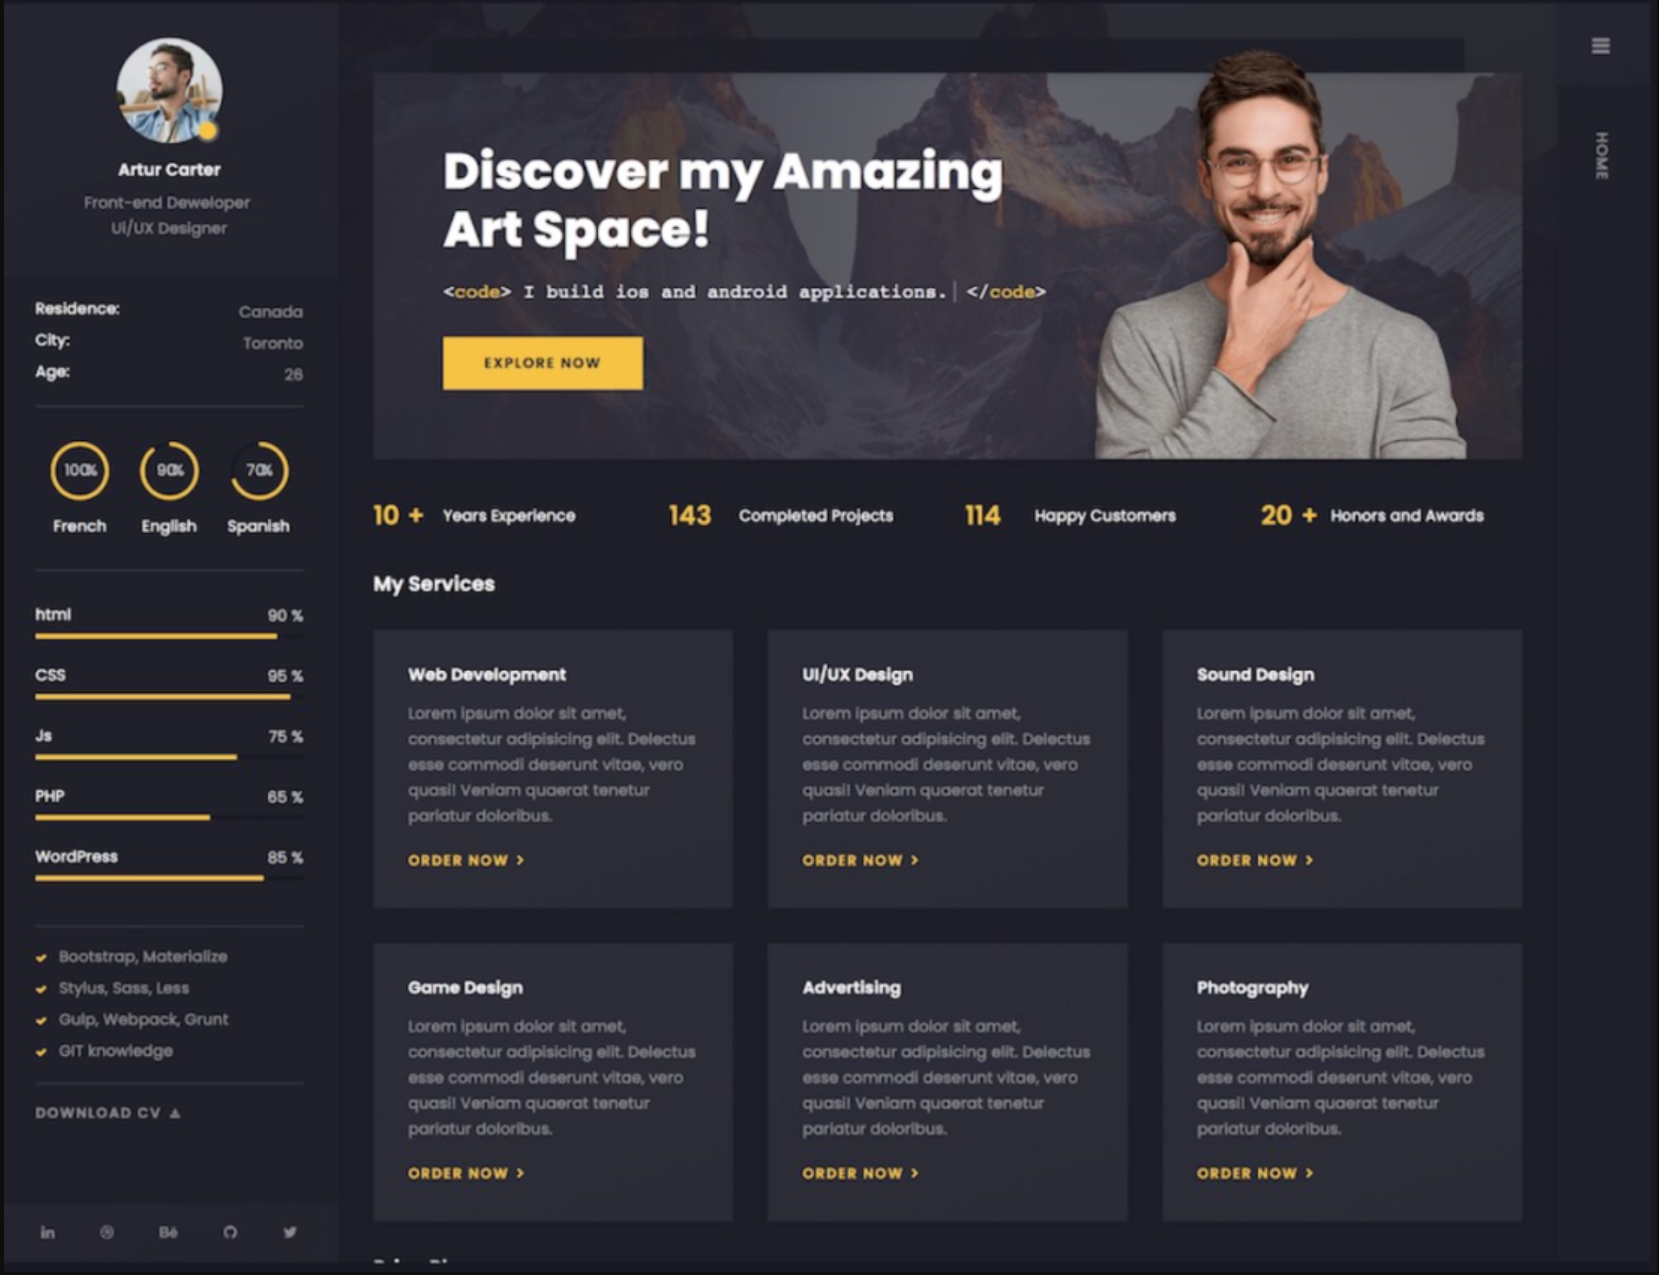 Artur Carter
Front-end Deweloper
Ui/UX Designer
Residence: Canada
City: Toronto
Age: 26
100% 90% 70%
French English Spanish
html 90 %
CSS 95 %
Js 75 %
PHP 65 %
WordPress 85 %
Bootstrap, Materialize
Stylus, Sass, Less
Gulp, Webpack, Grunt
GIT knowledge
DOWNLOAD CV
in Bē
Discover my Amazing
Art Space!
<code> I build ios and android applications.| </code>
EXPLORE NOW
10 + Years Experience 143 Completed Projects 114 Happy Customers 20 + Honors and Awards
My Services
Web Development
Lorem ipsum dolor sit amet,
consectetur adipisicing elit. Delectus
esse commodi deserunt vitae, vero
quasi! Veniam quaerat tenetur
pariatur doloribus.
ORDER NOW >
UI/UX Design
Lorem ipsum dolor sit amet,
consectetur adipisicing elit. Delectus
esse commodi deserunt vitae, vero
quasi! Veniam quaerat tenetur
pariatur doloribus.
ORDER NOW >
Sound Design
Lorem ipsum dolor sit amet,
consectetur adipisicing elit. Delectus
esse commodi deserunt vitae, vero
quasi! Veniam quaerat tenetur
pariatur doloribus.
ORDER NOW >
Game Design
Lorem ipsum dolor sit amet,
consectetur adipisicing elit. Delectus
esse commodi deserunt vitae, vero
quasi! Veniam quaerat tenetur
pariatur doloribus.
ORDER NOW >
Advertising
Lorem ipsum dolor sit amet,
consectetur adipisicing elit. Delectus
esse commodi deserunt vitae, vero
quasi! Veniam quaerat tenetur
pariatur doloribus.
ORDER NOW >
Photography
Lorem ipsum dolor sit amet,
consectetur adipisicing elit. Delectus
esse commodi deserunt vitae, vero
quasi! Veniam quaerat tenetur
pariatur doloribus.
ORDER NOW >
HOME